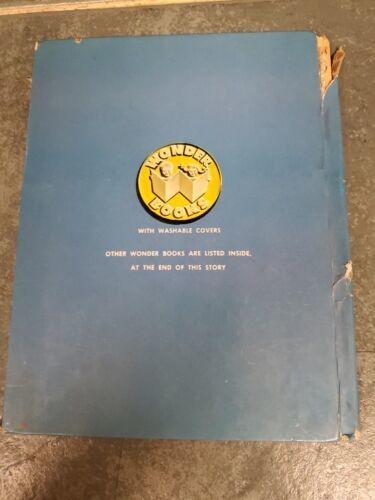 WONDER
BOOKS
WITH WASHABLE COVERS
OTHER WONDER BOOKS ARE LISTED INSIDE,
AT THE END OF THIS STORY